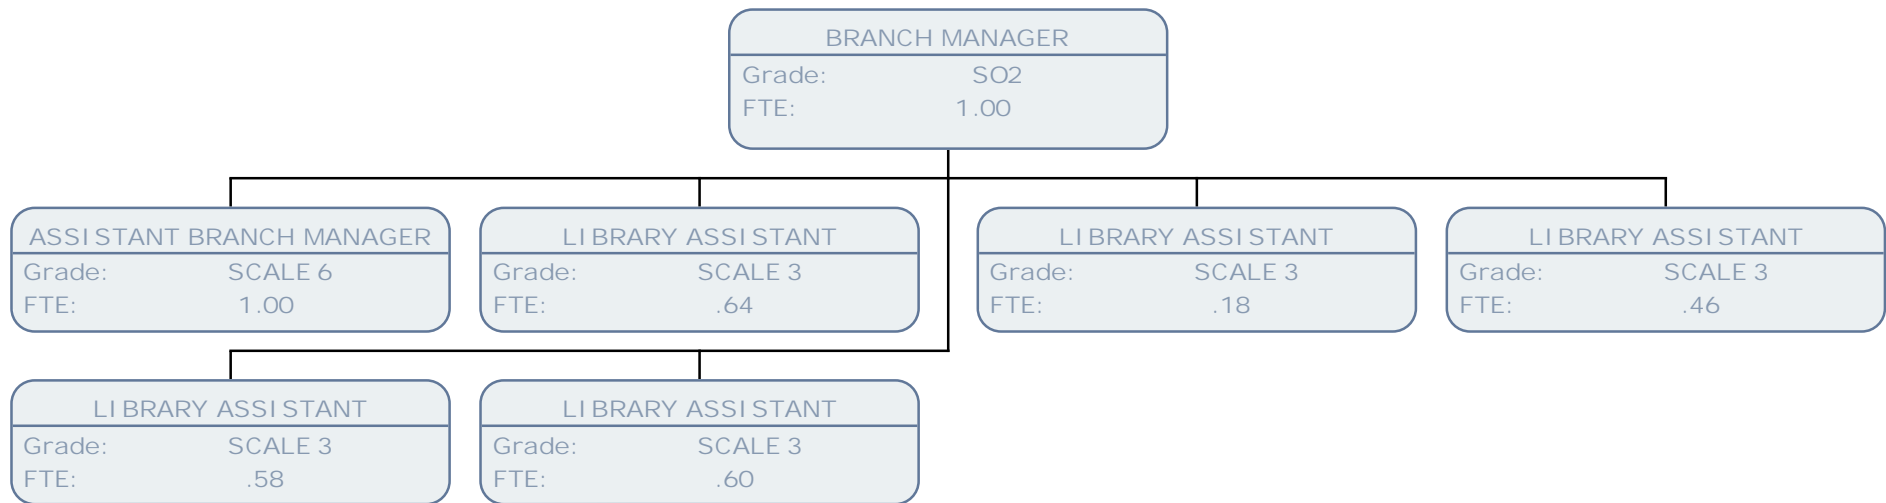 BRANCH MANAGER
Grade: SO2
FTE: 1.00
ASSISTANT BRANCH MANAGER
Grade: SCALE 6
FTE: 1.00
LIBRARY ASSISTANT
Grade: SCALE 3
FTE: .64
LIBRARY ASSISTANT
Grade: SCALE 3
FTE: .18
LIBRARY ASSISTANT
Grade: SCALE 3
FTE: .46
LIBRARY ASSISTANT
Grade: SCALE 3
FTE: .58
LIBRARY ASSISTANT
Grade: SCALE 3
FTE: .60